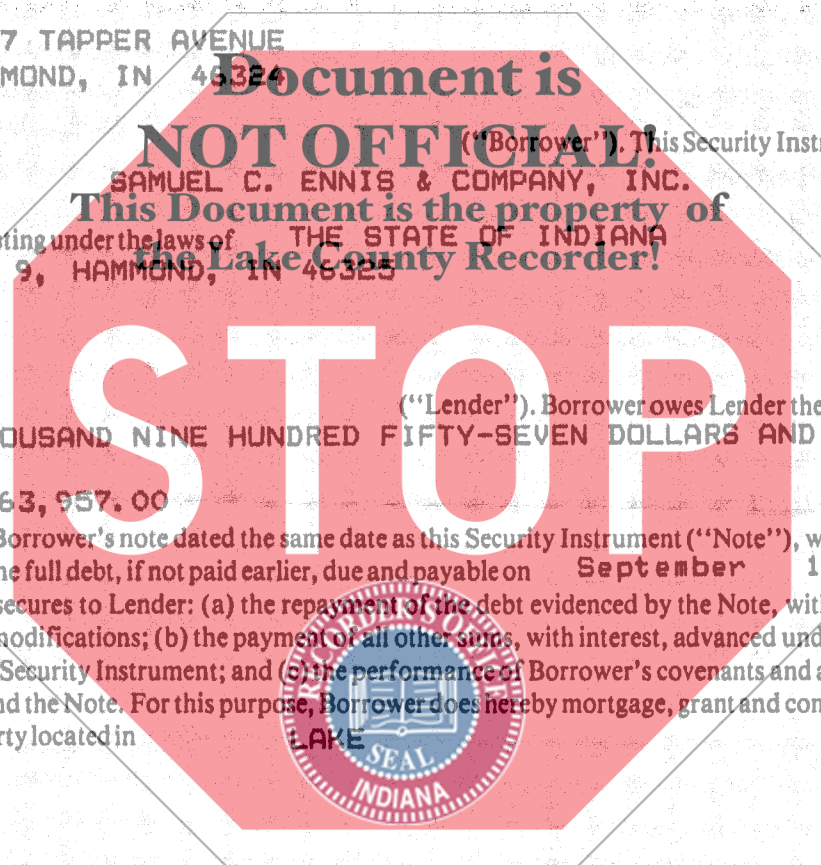 7 TAPPER AVENUE
MOND, IN 46324
Document is
NOT OFFICIAL!
("Borrower"). This Security Instr
SAMUEL C. ENNIS & COMPANY, INC.
This Document is the property of
ting under the laws of THE STATE OF INDIANA
the Lake County Recorder!
9, HAMMOND, IN 46325
STOP
("Lender"). Borrower owes Lender the
OUSAND NINE HUNDRED FIFTY-SEVEN DOLLARS AND
63,957.00
Borrower's note dated the same date as this Security Instrument ("Note"), w
he full debt, if not paid earlier, due and payable on September 1
secures to Lender: (a) the repayment of the debt evidenced by the Note, with
modifications; (b) the payment of all other sums, with interest, advanced und
Security Instrument; and (c) the performance of Borrower's covenants and a
nd the Note. For this purpose, Borrower does hereby mortgage, grant and con
rty located in LAKE
RECORDER'S OFFICE
SEAL
INDIANA